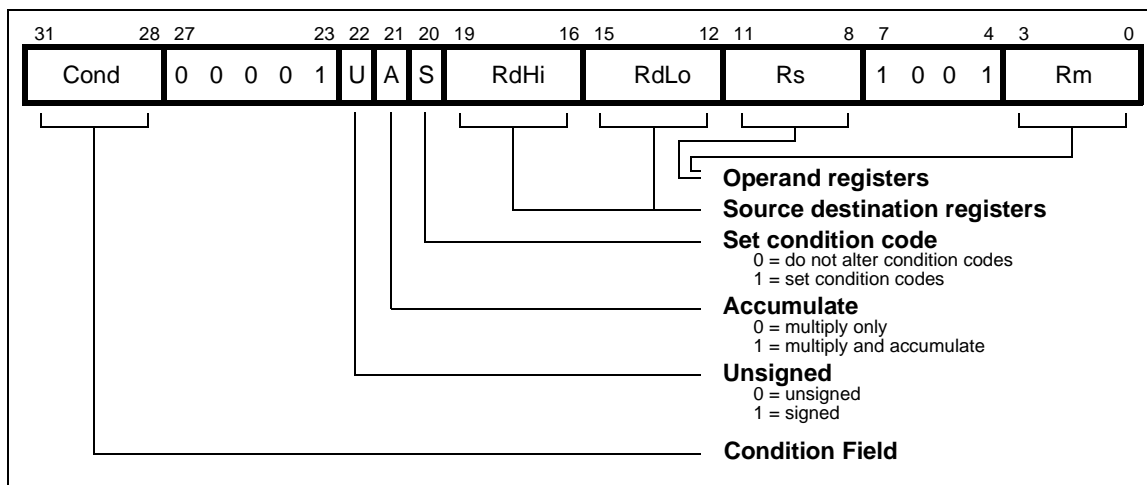 31 28 27 23 22 21 20 19 16 15 12 11 8 7 4 3 0
Cond 0 0 0 0 1 U A S RdHi RdLo Rs 1 0 0 1 Rm
Operand registers
Source destination registers
Set condition code
0 = do not alter condition codes
1 = set condition codes
Accumulate
0 = multiply only
1 = multiply and accumulate
Unsigned
0 = unsigned
1 = signed
Condition Field